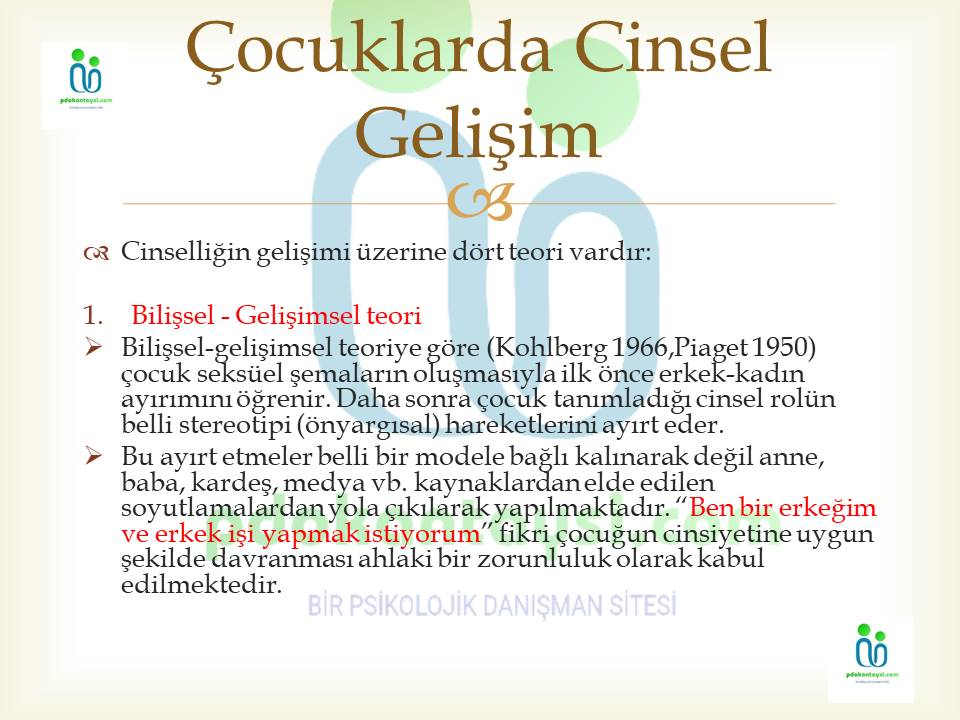 Çocuklarda Cinsel
Gelişim
Cinselliğin gelişimi üzerine dört teori vardır:
1. Bilişsel - Gelişimsel teori
Bilişsel-gelişimsel teoriye göre (Kohlberg 1966,Piaget 1950)
çocuk seksüel şemaların oluşmasıyla ilk önce erkek-kadın
ayırımını öğrenir. Daha sonra çocuk tanımladığı cinsel rolün
belli stereotipi (önyargısal) hareketlerini ayırt eder.
Bu ayırt etmeler belli bir modele bağlı kalınarak değil anne,
baba, kardeş, medya vb. kaynaklardan elde edilen
soyutlamalardan yola çıkılarak yapılmaktadır. “Ben bir erkeğim
ve erkek işi yapmak istiyorum” fikri çocuğun cinsiyetine uygun
şekilde davranması ahlaki bir zorunluluk olarak kabul
edilmektedir.
BİR PSİKOLOJİK DANIŞMAN SİTESİ